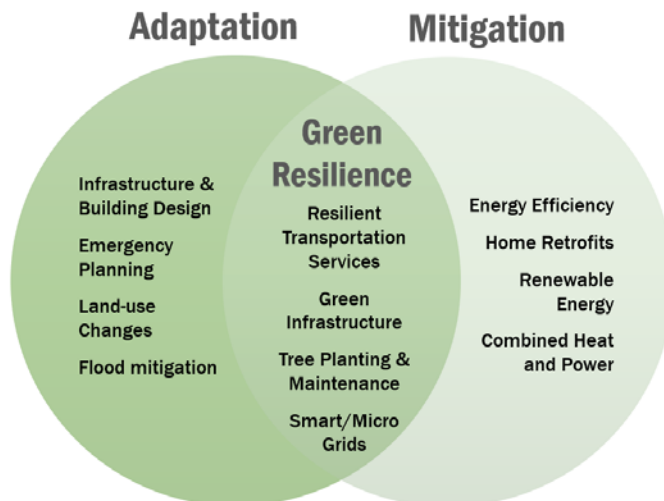 Adaptation
Mitigation
Infrastructure &
Building Design
Emergency
Planning
Land-use
Changes
Flood mitigation
Green
Resilience
Resilient
Transportation
Services
Green
Infrastructure
Tree Planting &
Maintenance
Smart/Micro
Grids
Energy Efficiency
Home Retrofits
Renewable
Energy
Combined Heat
and Power